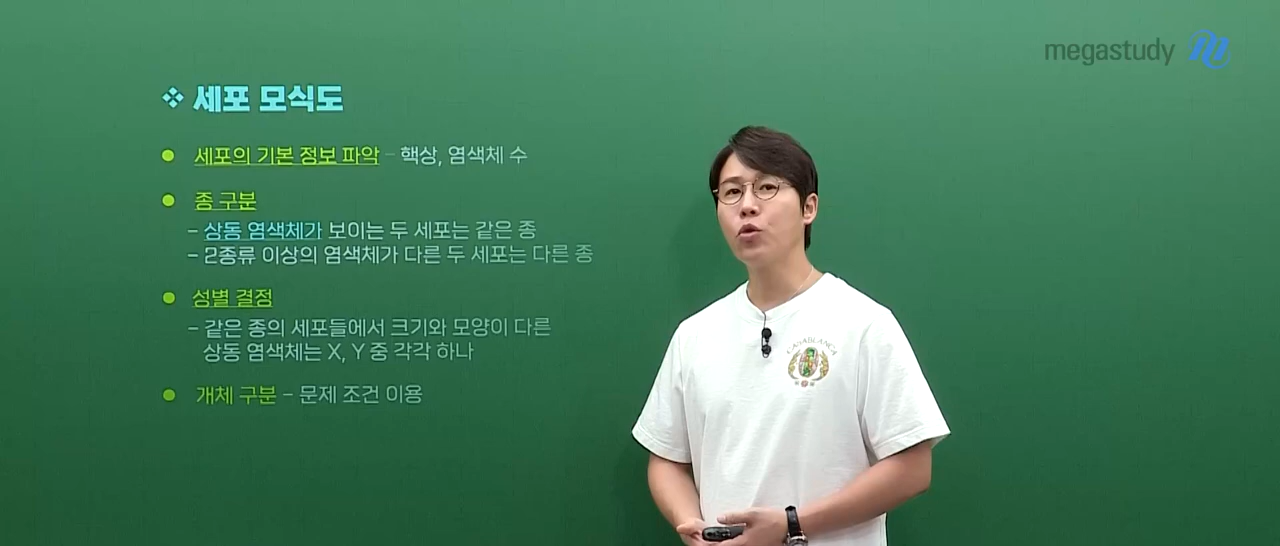 megastudy
❖ 세포 모식도
● 세포의 기본 정보 파악 – 핵상, 염색체 수
● 종 구분
– 상동 염색체가 보이는 두 세포는 같은 종
– 2종류 이상의 염색체가 다른 두 세포는 다른 종
● 성별 결정
– 같은 종의 세포들에서 크기와 모양이 다른
상동 염색체는 X, Y 중 각각 하나
● 개체 구분 – 문제 조건 이용
CASABLANCA